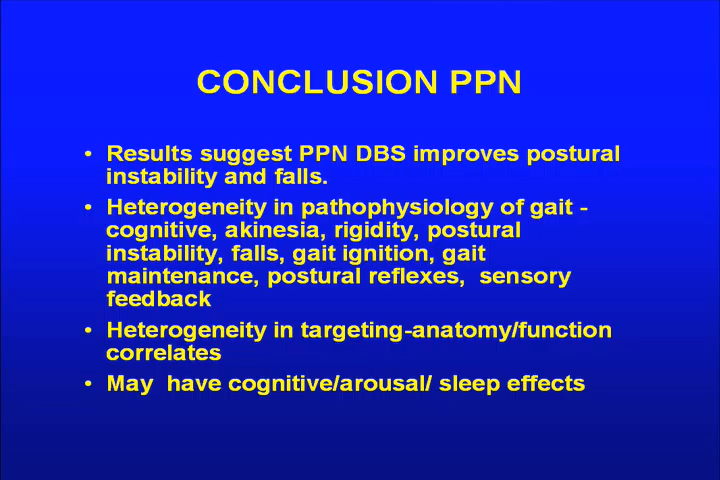 CONCLUSION PPN
• Results suggest PPN DBS improves postural
instability and falls.
• Heterogeneity in pathophysiology of gait -
cognitive, akinesia, rigidity, postural
instability, falls, gait ignition, gait
maintenance, postural reflexes,  sensory
feedback
• Heterogeneity in targeting-anatomy/function
correlates
• May  have cognitive/arousal/ sleep effects